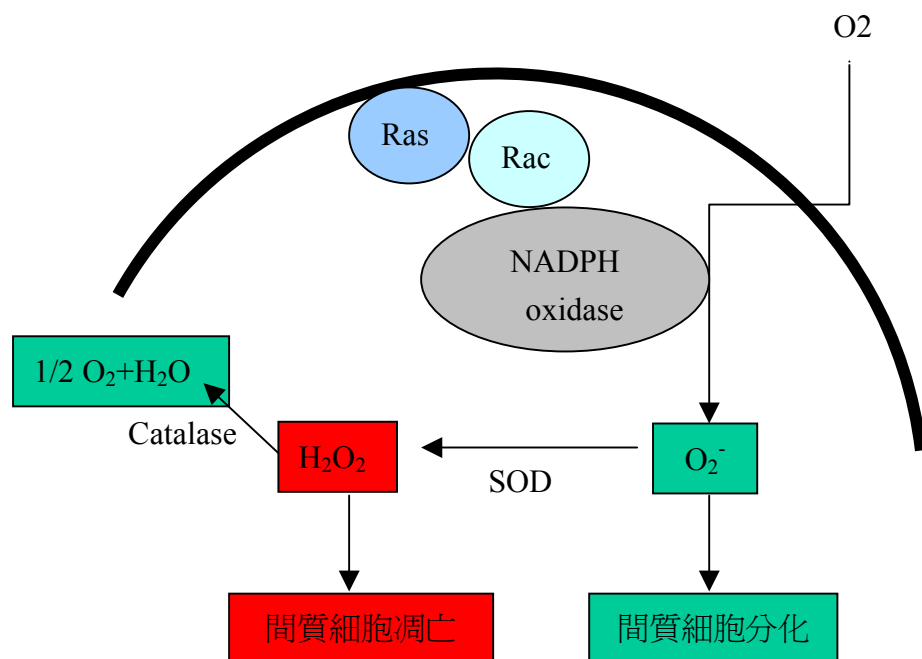 O2
Ras
Rac
NADPH
oxidase
1/2 O₂+H₂O
Catalase
H₂O₂
SOD
O₂⁻
間質細胞凋亡
間質細胞分化